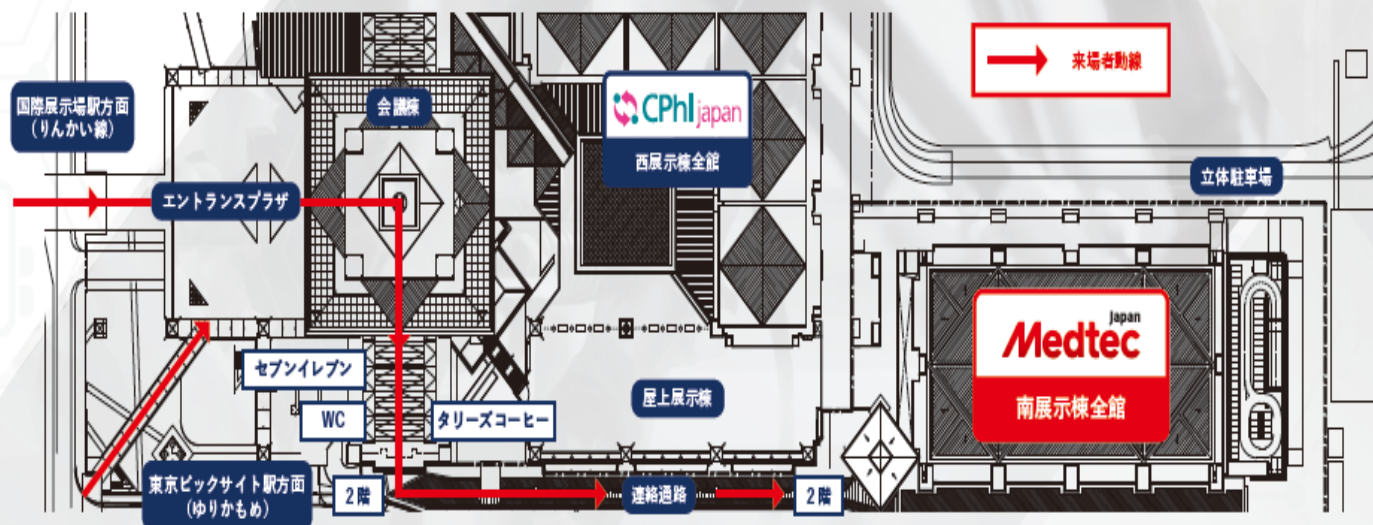 来場者動線
国際展示場駅方面
(りんかい線)
会議棟
CPhI japan
西展示棟全館
立体駐車場
エントランスプラザ
japan
Medtec
南展示棟全館
セブンイレブン
屋上展示棟
WC
タリーズコーヒー
東京ビックサイト駅方面
(ゆりかもめ)
2階
連絡通路
2階